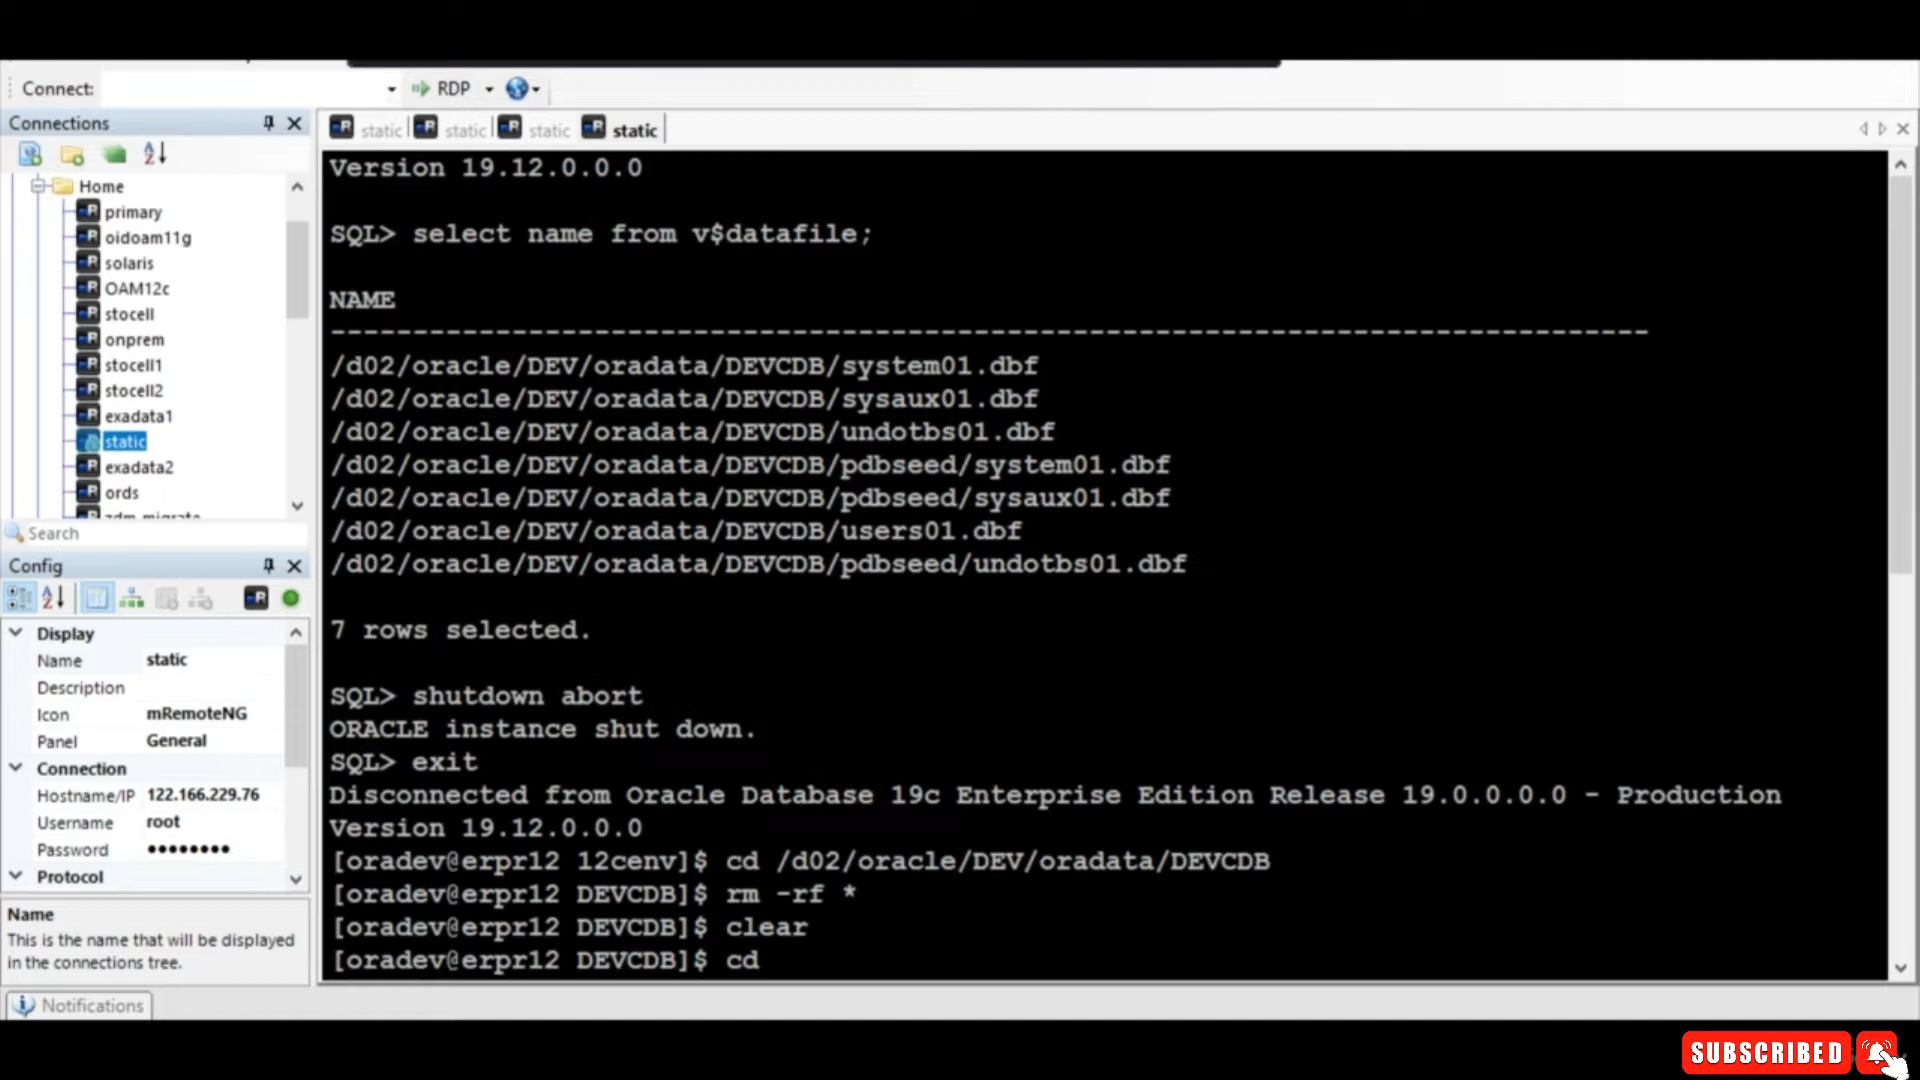 Connect:
RDP
Connections
static
static
static
static
Home
primary
oidoam11g
solaris
OAM12c
stocell
onprem
stocell1
stocell2
exadata1
static
exadata2
ords
zdm_migrate
Search
Config
Display
Name static
Description
Icon mRemoteNG
Panel General
Connection
Hostname/IP 122.166.229.76
Username root
Password ••••••••
Protocol
Name
This is the name that will be displayed
in the connections tree.
Notifications
Version 19.12.0.0.0
SQL> select name from v$datafile;
NAME
--------------------------------------------------------------------------------
/d02/oracle/DEV/oradata/DEVCDB/system01.dbf
/d02/oracle/DEV/oradata/DEVCDB/sysaux01.dbf
/d02/oracle/DEV/oradata/DEVCDB/undotbs01.dbf
/d02/oracle/DEV/oradata/DEVCDB/pdbseed/system01.dbf
/d02/oracle/DEV/oradata/DEVCDB/pdbseed/sysaux01.dbf
/d02/oracle/DEV/oradata/DEVCDB/users01.dbf
/d02/oracle/DEV/oradata/DEVCDB/pdbseed/undotbs01.dbf
7 rows selected.
SQL> shutdown abort
ORACLE instance shut down.
SQL> exit
Disconnected from Oracle Database 19c Enterprise Edition Release 19.0.0.0.0 - Production
Version 19.12.0.0.0
[oradev@erpr12 12cenv]$ cd /d02/oracle/DEV/oradata/DEVCDB
[oradev@erpr12 DEVCDB]$ rm -rf *
[oradev@erpr12 DEVCDB]$ clear
[oradev@erpr12 DEVCDB]$ cd
SUBSCRIBED